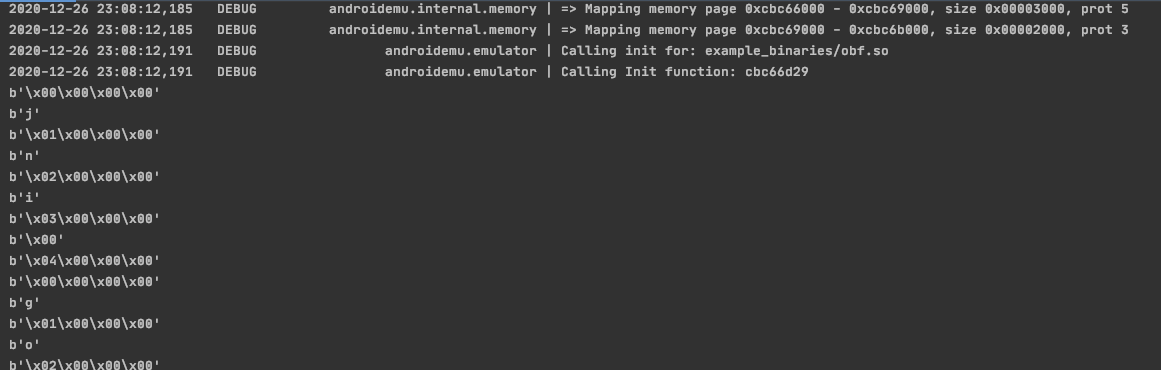 2020-12-26 23:08:12,185   DEBUG         androidemu.internal.memory | => Mapping memory page 0xcbc66000 - 0xcbc69000, size 0x00003000, prot 5
2020-12-26 23:08:12,185   DEBUG         androidemu.internal.memory | => Mapping memory page 0xcbc69000 - 0xcbc6b000, size 0x00002000, prot 3
2020-12-26 23:08:12,191   DEBUG                androidemu.emulator | Calling init for: example_binaries/obf.so
2020-12-26 23:08:12,191   DEBUG                androidemu.emulator | Calling Init function: cbc66d29
b'\x00\x00\x00\x00'
b'j'
b'\x01\x00\x00\x00'
b'n'
b'\x02\x00\x00\x00'
b'i'
b'\x03\x00\x00\x00'
b'\x00'
b'\x04\x00\x00\x00'
b'\x00\x00\x00\x00'
b'g'
b'\x01\x00\x00\x00'
b'o'
b'\x02\x00\x00\x00'